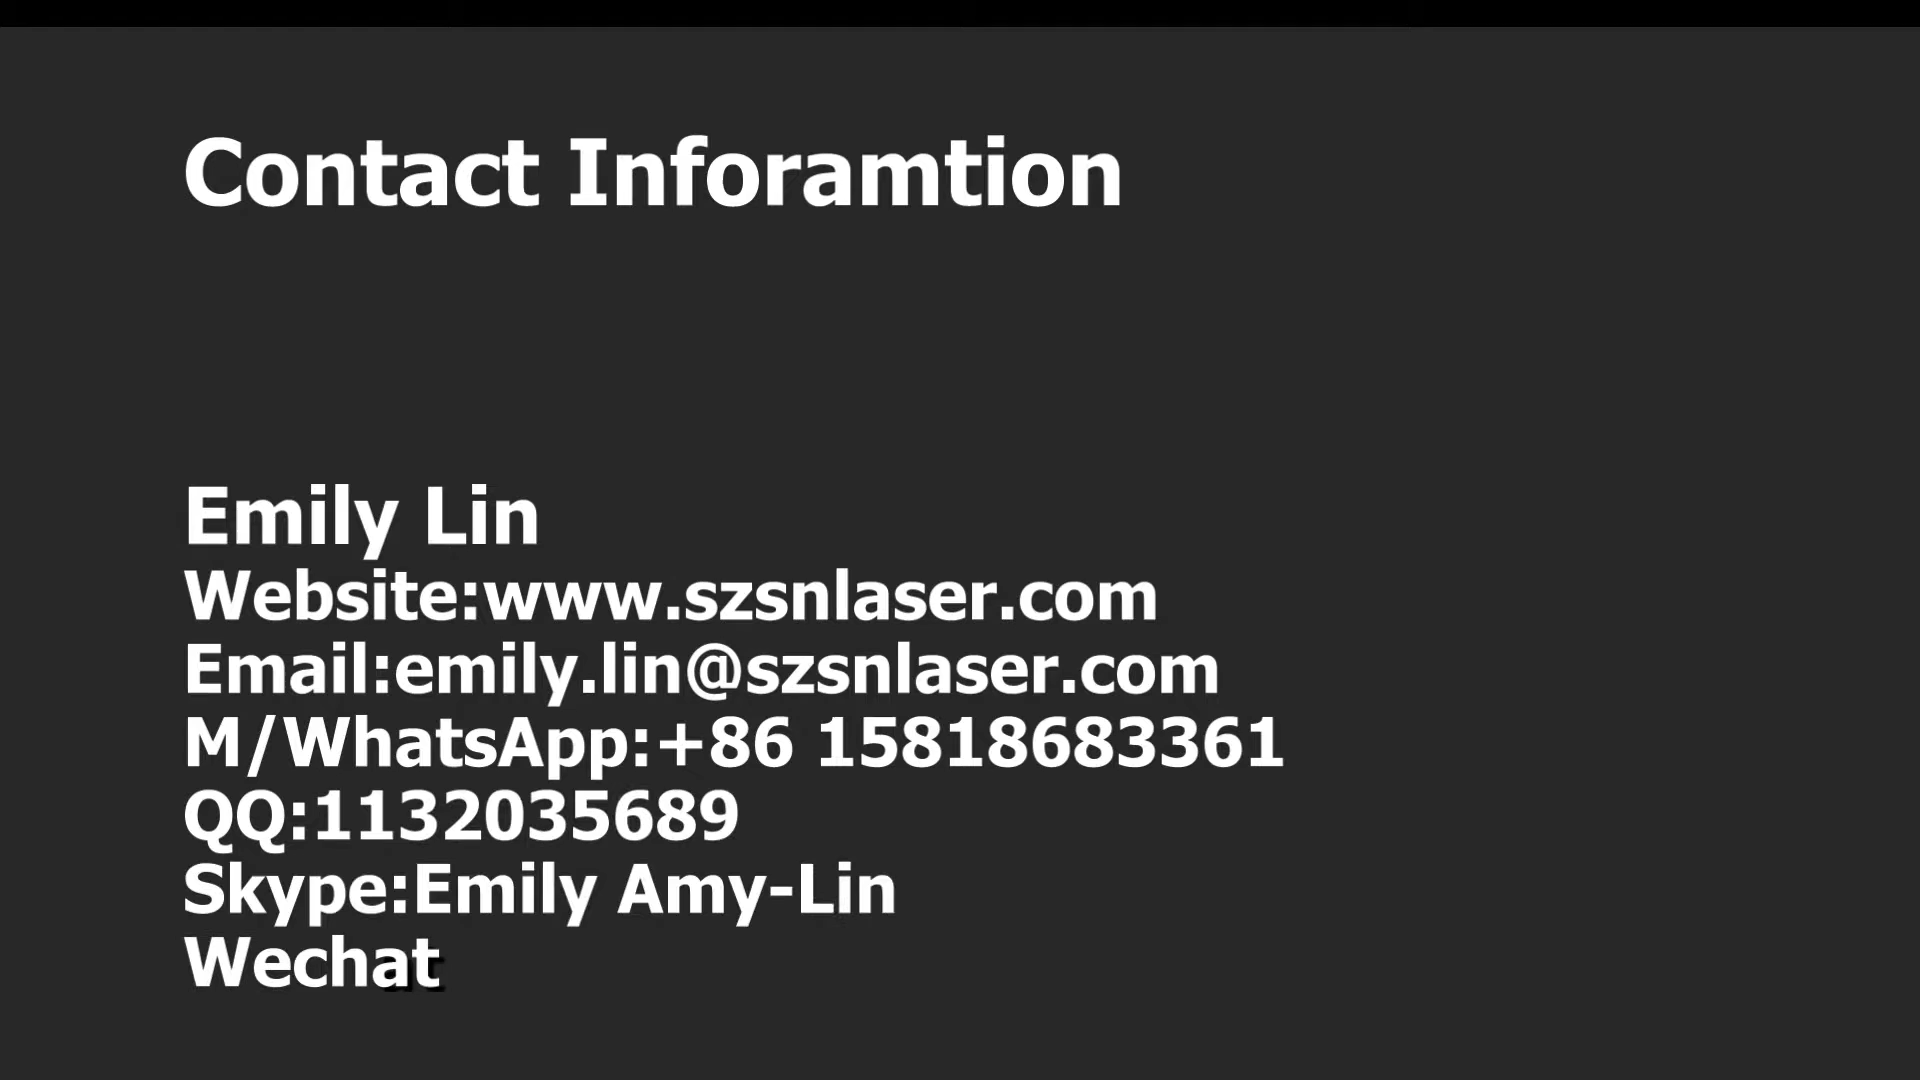 Contact Inforamtion
Emily Lin
Website:www.szsnlaser.com
Email:emily.lin@szsnlaser.com
M/WhatsApp:+86 15818683361
QQ:1132035689
Skype:Emily Amy-Lin
Wechat